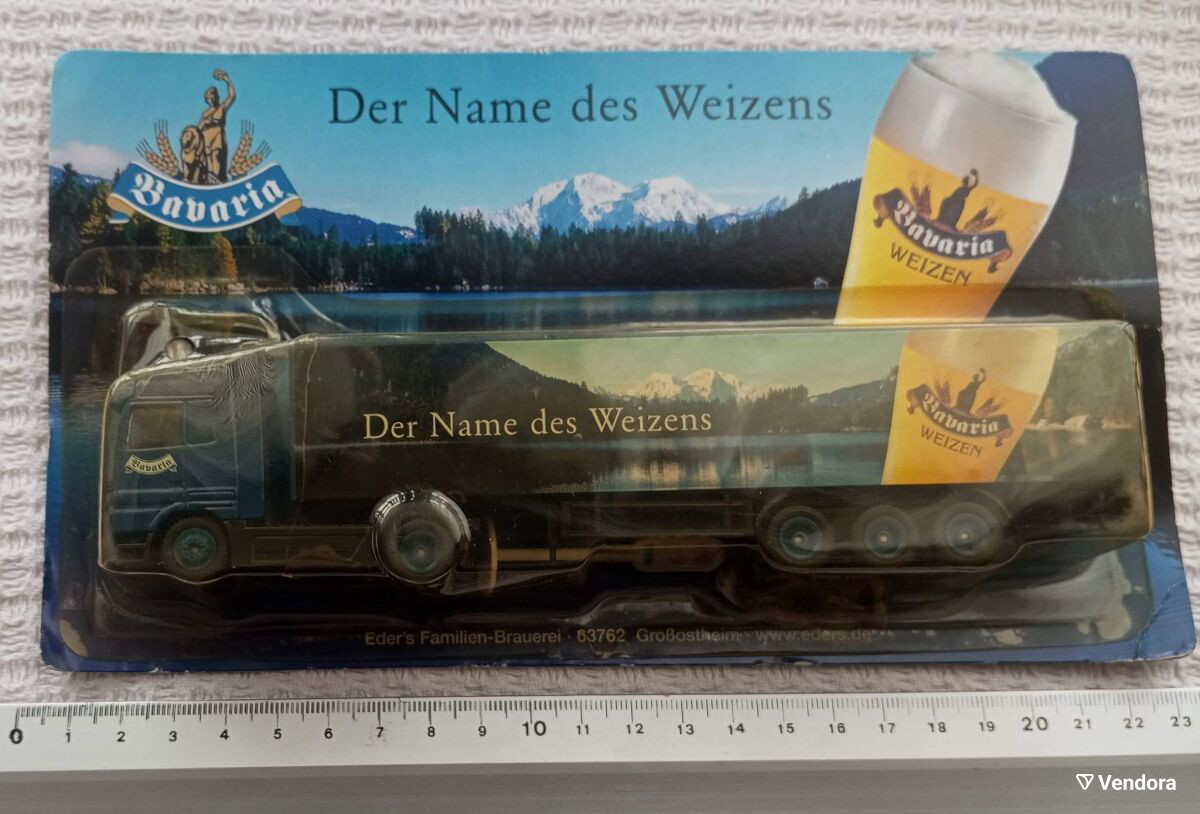 Der Name des Weizens
Bavaria
Bavaria
WEIZEN
Der Name des Weizens
Bavaria
WEIZEN
Bavaria
Eder's Familien-Brauerei · 63762 Großostheim · www.eders.de
0 1 2 3 4 5 6 7 8 9 10 11 12 13 14 15 16 17 18 19 20 21 22 23
Vendora